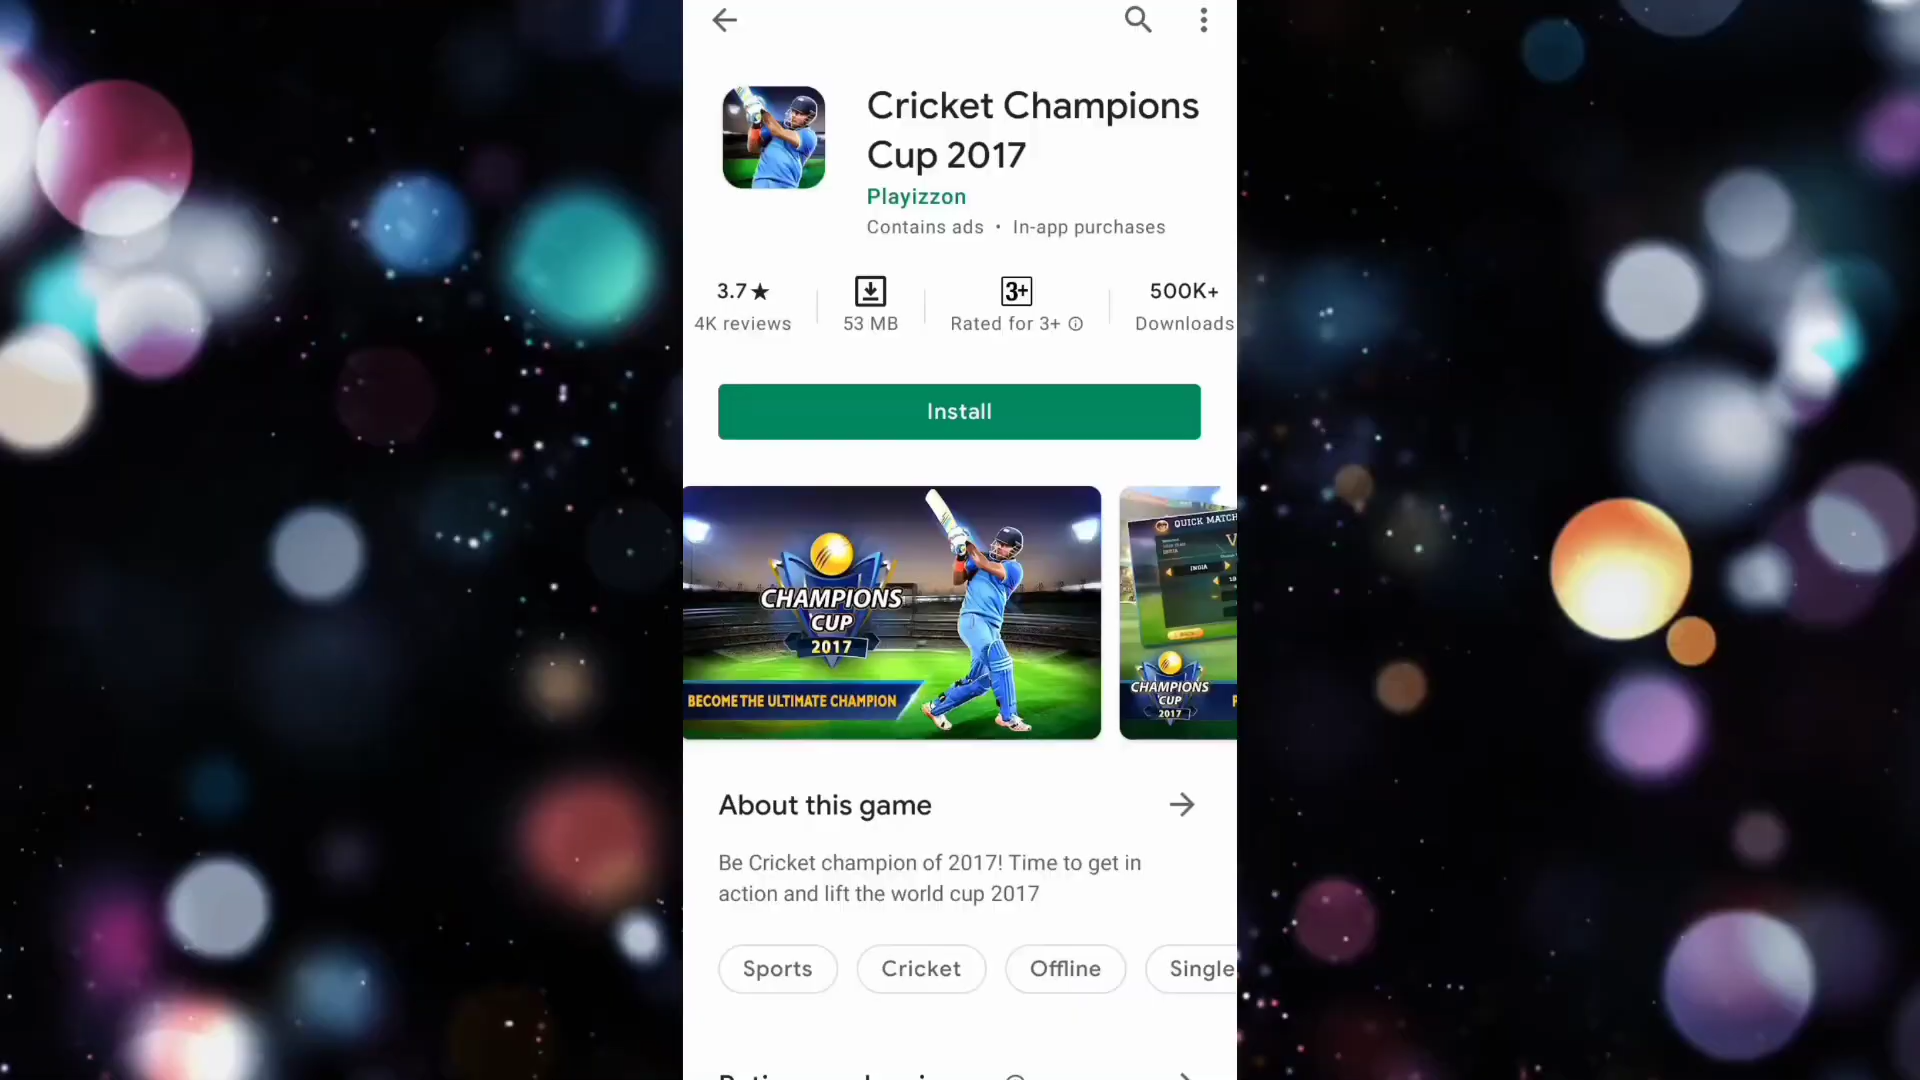 Cricket Champions
Cup 2017
Playizzon
Contains ads • In-app purchases
3.7★
4K reviews
53 MB
3+
Rated for 3+
500K+
Downloads
Install
CHAMPIONS
CUP
2017
BECOME THE ULTIMATE CHAMPION
QUICK MATCH
INDIA
CHAMPIONS
CUP
2017
About this game
Be Cricket champion of 2017! Time to get in
action and lift the world cup 2017
Sports
Cricket
Offline
Single